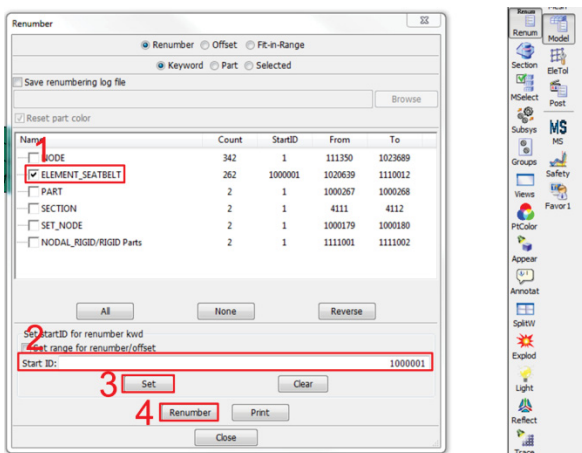 Renumber
Renumber Offset Fit-in-Range
Keyword Part Selected
Save renumbering log file
Browse
Reset part color
Name Count StartID From To
1
NODE 342 1 111350 1023689
ELEMENT_SEATBELT 262 1000001 1020639 1110012
PART 2 1 1000267 1000268
SECTION 2 1 4111 4112
SET_NODE 2 1 1000179 1000180
NODAL_RIGID/RIGID Parts 2 1 1111001 1111002
All None Reverse
Set startID for renumber kwd
2
Set range for renumber/offset
Start ID: 1000001
3 Set Clear
4 Renumber Print
Close
Renum
Renum Model
Section EleTol
MSelect Post
Subsys MS
MS
Groups Safety
Views Favor1
PtColor
Appear
Annotat
SplitW
Explod
Light
Reflect
Trace